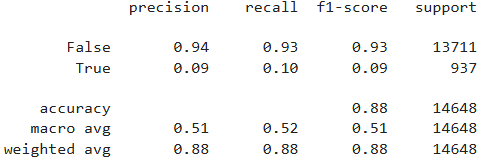 precision recall f1-score support
False 0.94 0.93 0.93 13711
True 0.09 0.10 0.09 937
accuracy 0.88 14648
macro avg 0.51 0.52 0.51 14648
weighted avg 0.88 0.88 0.88 14648